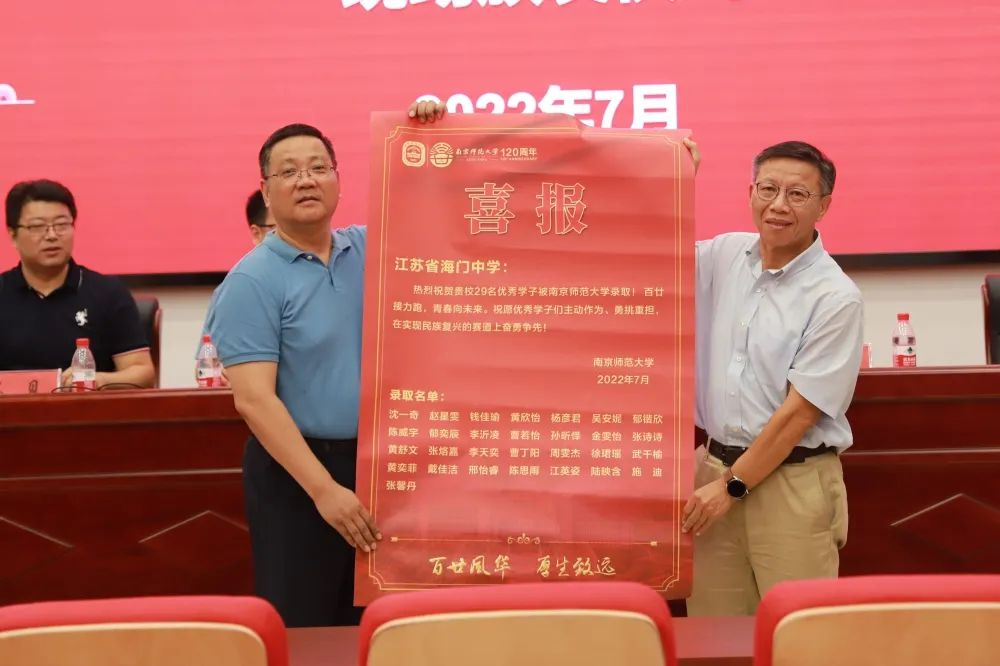 2022年7月
南京师范大学 120周年
喜报
江苏省海门中学：
热烈祝贺贵校29名优秀学子被南京师范大学录取！百廿
接力跑，青春向未来。祝愿优秀学子们主动作为、勇挑重担，
在实现民族复兴的赛道上奋勇争先！
南京师范大学
2022年7月
录取名单：
沈一奇 赵星雯 钱佳瑜 黄欣怡 杨彦君 吴安妮 郁锴欣
陈威宇 郁奕辰 李沂凌 曹若怡 孙昕怿 金雯怡 张诗诗
黄舒文 张焙嘉 李天奕 曹丁阳 周雯杰 徐珺瑶 武千榆
黄奕菲 戴佳洁 邢怡睿 陈思雨 江英姿 陆映含 施迪
张馨丹
百廿风华 厚生致远